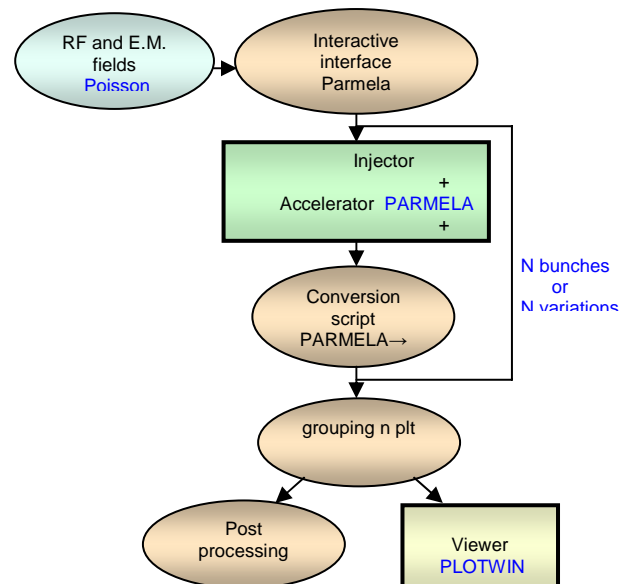 RF and E.M.
fields
Poisson
Interactive
interface
Parmela
Injector
+
Accelerator PARMELA
+
N bunches
or
N variations
Conversion
script
PARMELA→
grouping n plt
Post
processing
Viewer
PLOTWIN